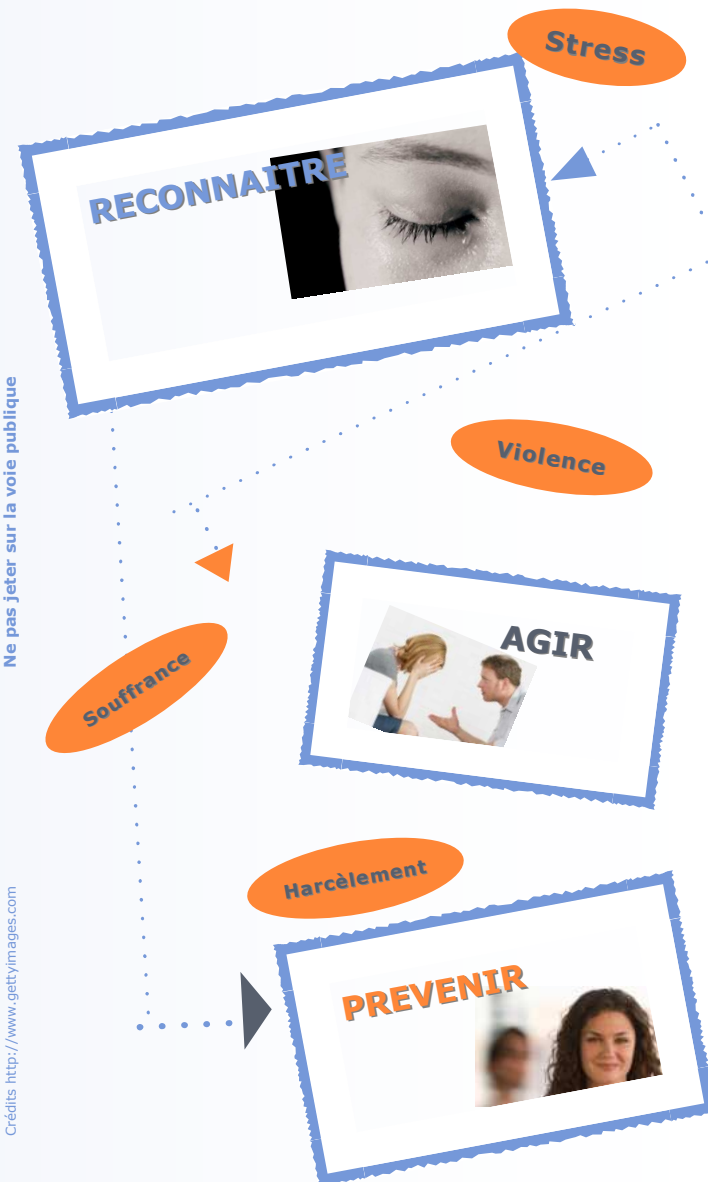 Stress
RECONNAITRE
Violence
AGIR
Souffrance
Harcèlement
PREVENIR
Ne pas jeter sur la voie publique
Crédits http://www.gettyimages.com